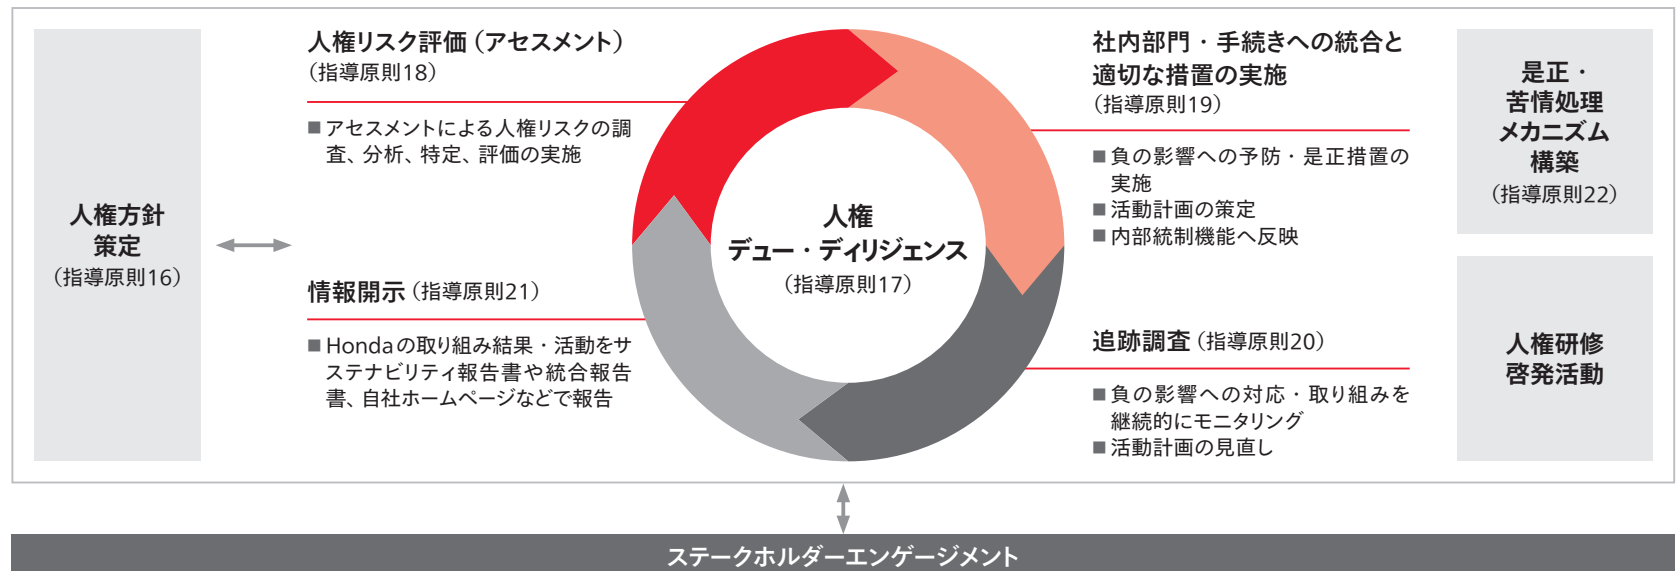 人権方針
策定
（指導原則16）
人権リスク評価（アセスメント）
（指導原則18）
■アセスメントによる人権リスクの調
査、分析、特定、評価の実施
情報開示（指導原則21）
■Hondaの取り組み結果・活動をサ
ステナビリティ報告書や統合報告
書、自社ホームページなどで報告
人権
デュー・ディリジェンス
（指導原則17）
社内部門・手続きへの統合と
適切な措置の実施
（指導原則19）
■負の影響への予防・是正措置の
実施
■活動計画の策定
■内部統制機能へ反映
追跡調査（指導原則20）
■負の影響への対応・取り組みを
継続的にモニタリング
■活動計画の見直し
是正・
苦情処理
メカニズム
構築
（指導原則22）
人権研修
啓発活動
ステークホルダーエンゲージメント